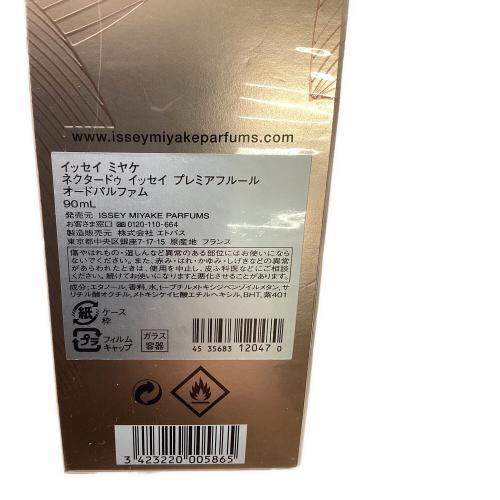 www.isseymiyakeparfums.com
イッセイ ミヤケ
ネクタードゥ イッセイ プレミアフルール
オードパルファム
90mL
発売元 ISSEY MIYAKE PARFUMS
お客さま窓口 0120-110-664
製造販売元 株式会社 エトバス
東京都中央区銀座7-17-15 原産地 フランス
傷やはれもの・湿しん など異常のある部位にはお使いになら
ないでください。また、赤み・はれ・かゆみ・しげきなどの異常
があらわれたときは、使用を中止し、皮ふ科医などにご相談
ください。続けてお使いになりますと悪化させることがあります。
成分:エタノール,香料,水,t-ブチルメトキシジベンゾイルメタン,サ
リチル酸オクチル,メトキシケイヒ酸エチルヘキシル,BHT,紫401
紙 ケース
枠
プラ フィルム
キャップ
ガラス
容器
4 535683 120470
3 423220 005865